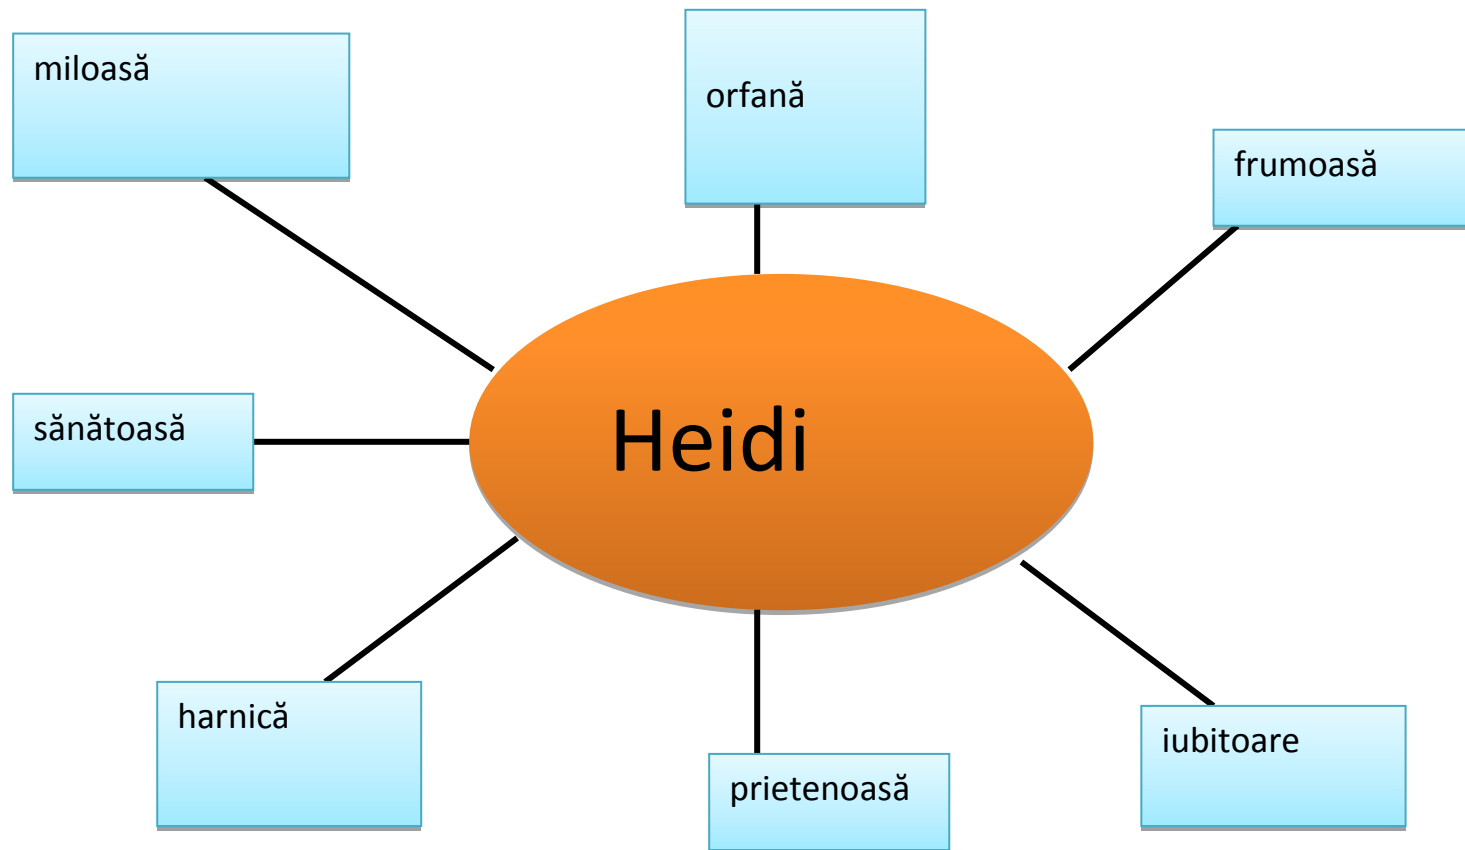 miloasă
orfană
frumoasă
sănătoasă
Heidi
harnică
prietenoasă
iubitoare